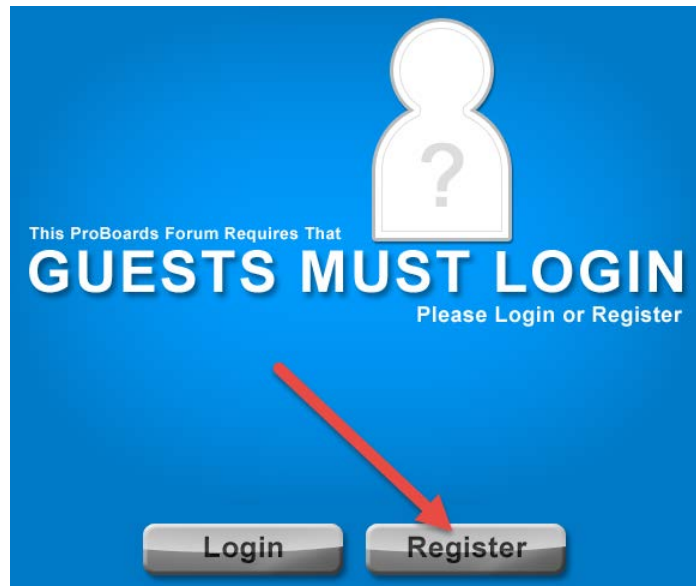 ?
This ProBoards Forum Requires That
GUESTS MUST LOGIN
Please Login or Register
Login Register